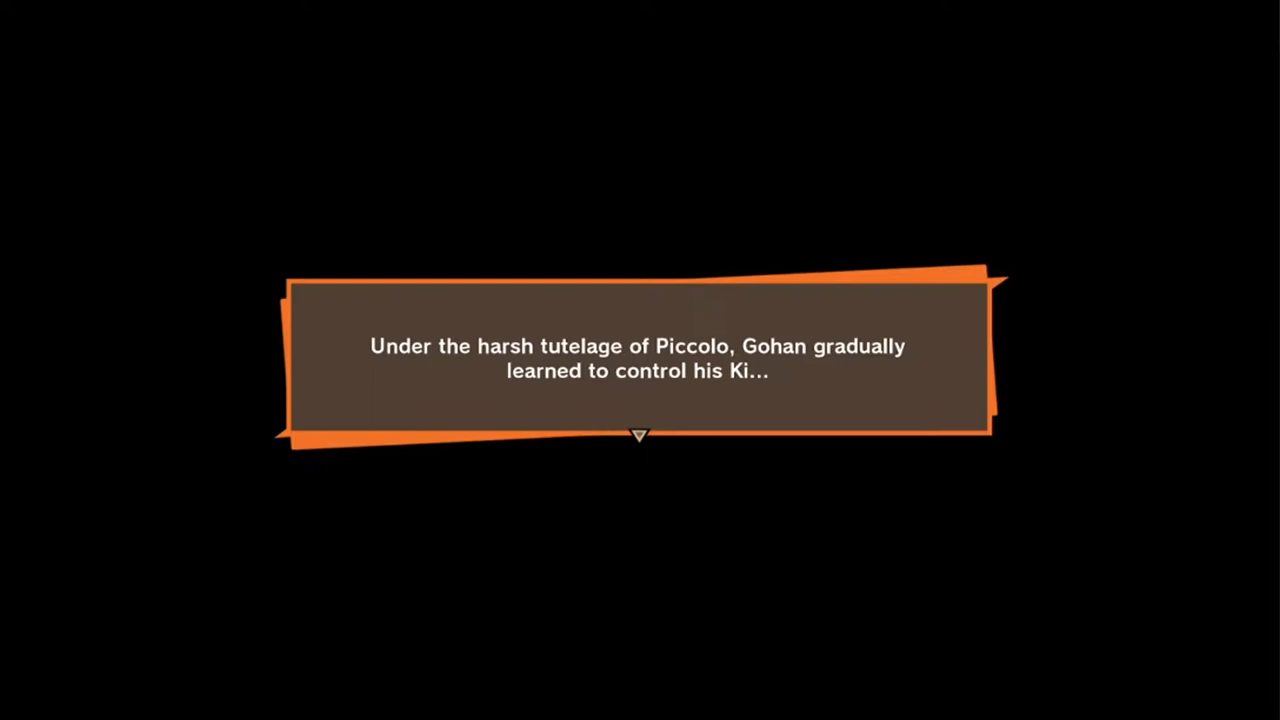 Under the harsh tutelage of Piccolo, Gohan gradually
learned to control his Ki...